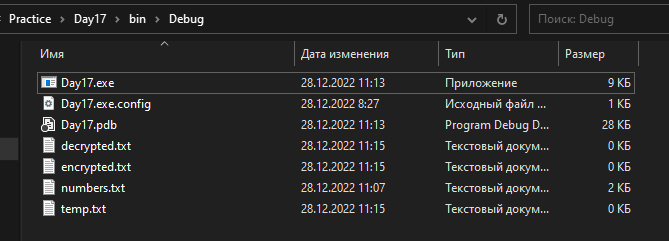 Practice > Day17 > bin > Debug
Поиск: Debug
Имя Дата изменения Тип Размер
Day17.exe 28.12.2022 11:13 Приложение 9 КБ
Day17.exe.config 28.12.2022 8:27 Исходный файл ... 1 КБ
Day17.pdb 28.12.2022 11:13 Program Debug D... 28 КБ
decrypted.txt 28.12.2022 11:15 Текстовый докум... 0 КБ
encrypted.txt 28.12.2022 11:15 Текстовый докум... 0 КБ
numbers.txt 28.12.2022 11:07 Текстовый докум... 2 КБ
temp.txt 28.12.2022 11:15 Текстовый докум... 0 КБ